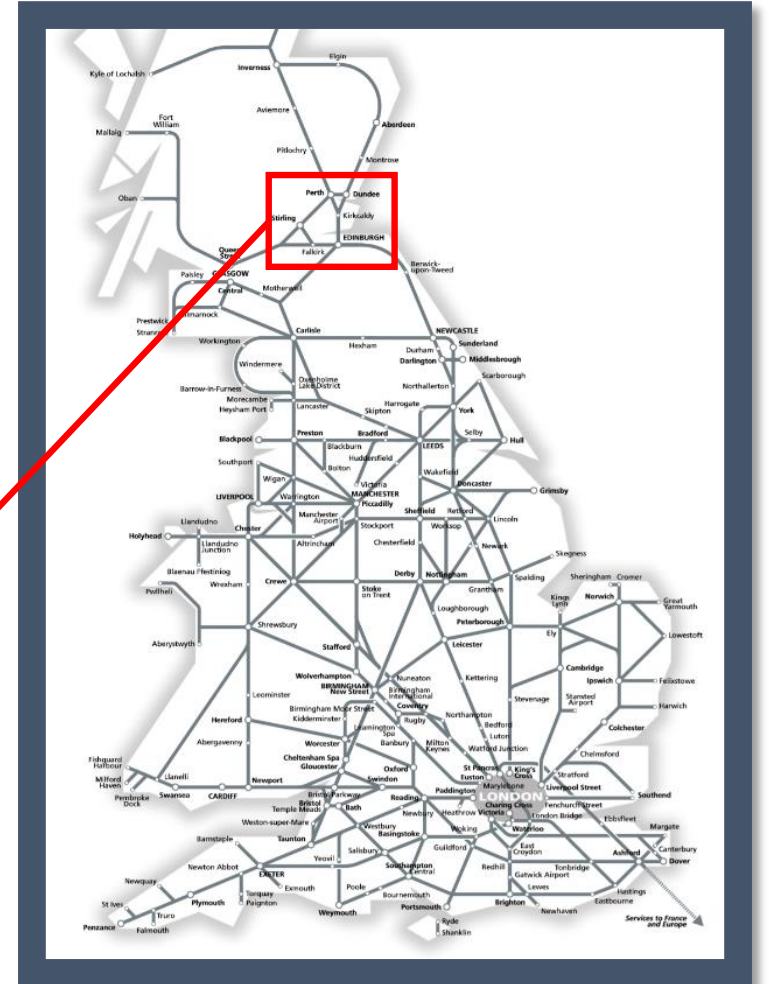 Elgin
Inverness
Kyle of Lochalsh
Aviemore
Fort
William
Mallaig
Aberdeen
Pitlochry
Montrose
Perth
Dundee
Oban
Stirling
Kirkcaldy
Queen
Street
EDINBURGH
Falkirk
Berwick-
upon-Tweed
Paisley
GLASGOW
Central
Motherwell
Prestwick
Carlisle
NEWCASTLE
Workington
Hexham
Durham
Sunderland
Darlington
Middlesbrough
Windermere
Scarborough
Oxenholme
Lake District
Barrow-in-Furness
Northallerton
Morecambe
Heysham Port
Lancaster
Harrogate
York
Skipton
Blackpool
Preston
Bradford
Selby
Hull
Blackburn
LEEDS
Huddersfield
Southport
Bolton
Wakefield
Wigan
Victoria
Doncaster
LIVERPOOL
Warrington
MANCHESTER
Piccadilly
Grimsby
Manchester
Airport
Sheffield
Retford
Llandudno
Chester
Stockport
Worksop
Lincoln
Holyhead
Llandudno
Junction
Altrincham
Chesterfield
Newark
Skegness
Blaenau Ffestiniog
Pwllheli
Wrexham
Crewe
Stoke
on Trent
Derby
Nottingham
Grantham
Spalding
Sheringham
Cromer
Kings
Lynn
Norwich
Great
Yarmouth
Loughborough
Shrewsbury
Peterborough
Aberystwyth
Stafford
Leicester
Ely
Lowestoft
Wolverhampton
BIRMINGHAM
New Street
Nuneaton
Kettering
Cambridge
Ipswich
Felixstowe
Leominster
Birmingham
International
Stevenage
Stansted
Airport
Birmingham Moor Street
Coventry
Harwich
Hereford
Kidderminster
Rugby
Northampton
Colchester
Leamington
Spa
Bedford
Abergavenny
Worcester
Banbury
Milton
Keynes
Luton
Watford Junction
Chelmsford
Cheltenham Spa
Gloucester
Oxford
St Pancras
King's
Cross
Fishguard
Harbour
Llanelli
Newport
Swindon
Euston
Stratford
Milford
Haven
Marylebone
Liverpool Street
Pembroke
Dock
Swansea
CARDIFF
Bristol Parkway
Reading
Paddington
LONDON
Southend
Bristol
Temple Meads
Bath
Charing Cross
Fenchurch Street
Newbury
Heathrow
Victoria
London Bridge
Ebbsfleet
Weston-super-Mare
Westbury
Basingstoke
Woking
Waterloo
Margate
Barnstaple
Taunton
Salisbury
Guildford
East
Croydon
Canterbury
Yeovil
Ashford
Dover
Newton Abbot
EXETER
Southampton
Central
Redhill
Tonbridge
Gatwick Airport
Newquay
Exmouth
Poole
Lewes
Hastings
St Ives
Plymouth
Torquay
Paignton
Bournemouth
Eastbourne
Truro
Weymouth
Portsmouth
Brighton
Newhaven
Penzance
Falmouth
Ryde
Shanklin
Services to France
and Europe